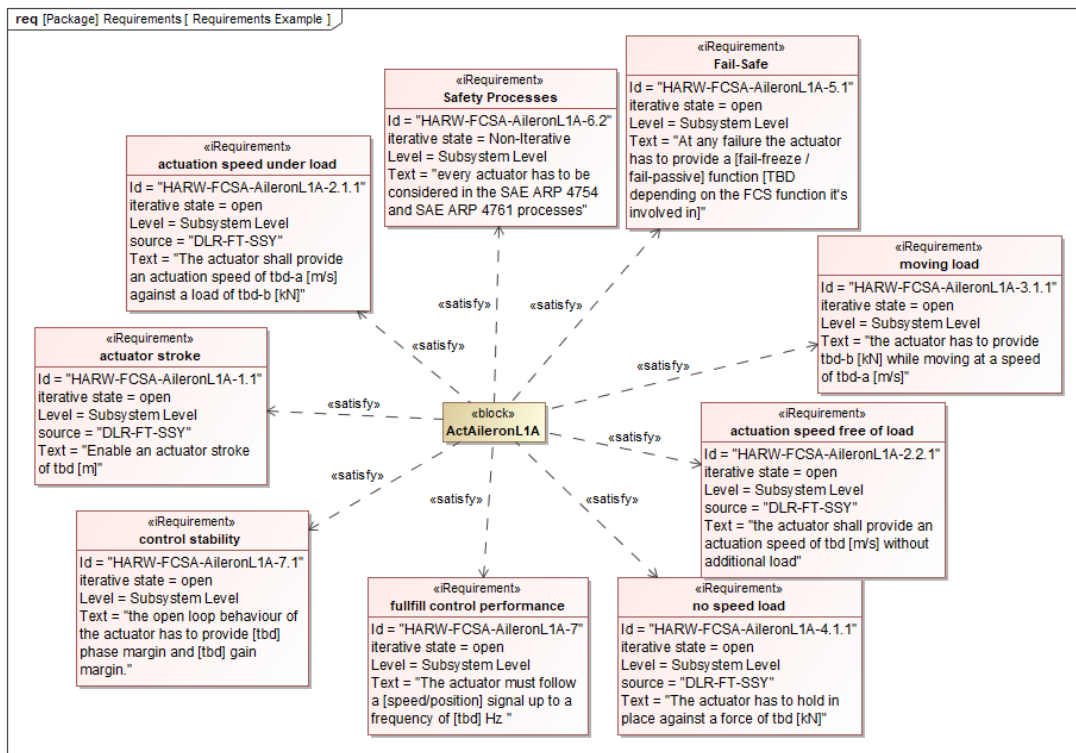 req [Package] Requirements [ Requirements Example ]
«iRequirement»
Fail-Safe
Id = "HARW-FCSA-AileronL1A-5.1"
iterative state = open
Level = Subsystem Level
Text = "At any failure the actuator
has to provide a [fail-freeze /
fail-passive] function [TBD
depending on the FCS function it's
involved in]"
«iRequirement»
Safety Processes
Id = "HARW-FCSA-AileronL1A-6.2"
iterative state = Non-Iterative
Level = Subsystem Level
Text = "every actuator has to be
considered in the SAE ARP 4754
and SAE ARP 4761 processes"
«iRequirement»
actuation speed under load
Id = "HARW-FCSA-AileronL1A-2.1.1"
iterative state = open
Level = Subsystem Level
source = "DLR-FT-SSY"
Text = "The actuator shall provide
an actuation speed of tbd-a [m/s]
against a load of tbd-b [kN]"
«iRequirement»
moving load
Id = "HARW-FCSA-AileronL1A-3.1.1"
iterative state = open
Level = Subsystem Level
Text = "the actuator has to provide
tbd-b [kN] while moving at a speed
of tbd-a [m/s]"
«satisfy»
«satisfy»
«satisfy»
«satisfy»
«iRequirement»
actuator stroke
Id = "HARW-FCSA-AileronL1A-1.1"
iterative state = open
Level = Subsystem Level
source = "DLR-FT-SSY"
Text = "Enable an actuator stroke
of tbd [m]"
«satisfy»
«block»
ActAileronL1A
«satisfy»
«iRequirement»
actuation speed free of load
Id = "HARW-FCSA-AileronL1A-2.2.1"
iterative state = open
Level = Subsystem Level
source = "DLR-FT-SSY"
Text = "the actuator shall provide an
actuation speed of tbd [m/s] without
additional load"
«satisfy»
«satisfy»
«satisfy»
«iRequirement»
control stability
Id = "HARW-FCSA-AileronL1A-7.1"
iterative state = open
Level = Subsystem Level
Text = "the open loop behaviour of
the actuator has to provide [tbd]
phase margin and [tbd] gain
margin."
«iRequirement»
fullfill control performance
Id = "HARW-FCSA-AileronL1A-7"
iterative state = open
Level = Subsystem Level
Text = "The actuator must follow
a [speed/position] signal up to a
frequency of [tbd] Hz "
«iRequirement»
no speed load
Id = "HARW-FCSA-AileronL1A-4.1.1"
iterative state = open
Level = Subsystem Level
source = "DLR-FT-SSY"
Text = "The actuator has to hold in
place against a force of tbd [kN]"